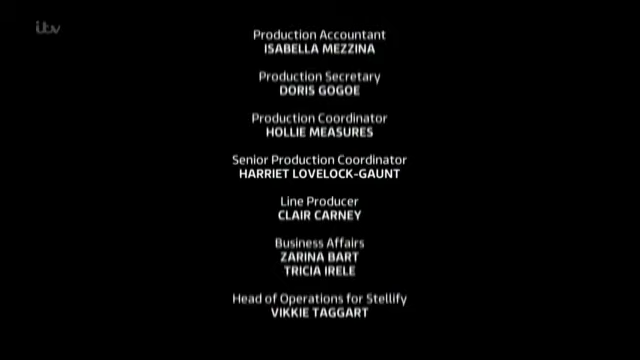 itv
Production Accountant
ISABELLA MEZZINA
Production Secretary
DORIS GOGOE
Production Coordinator
HOLLIE MEASURES
Senior Production Coordinator
HARRIET LOVELOCK-GAUNT
Line Producer
CLAIR CARNEY
Business Affairs
ZARINA BART
TRICIA IRELE
Head of Operations for Stellify
VIKKIE TAGGART